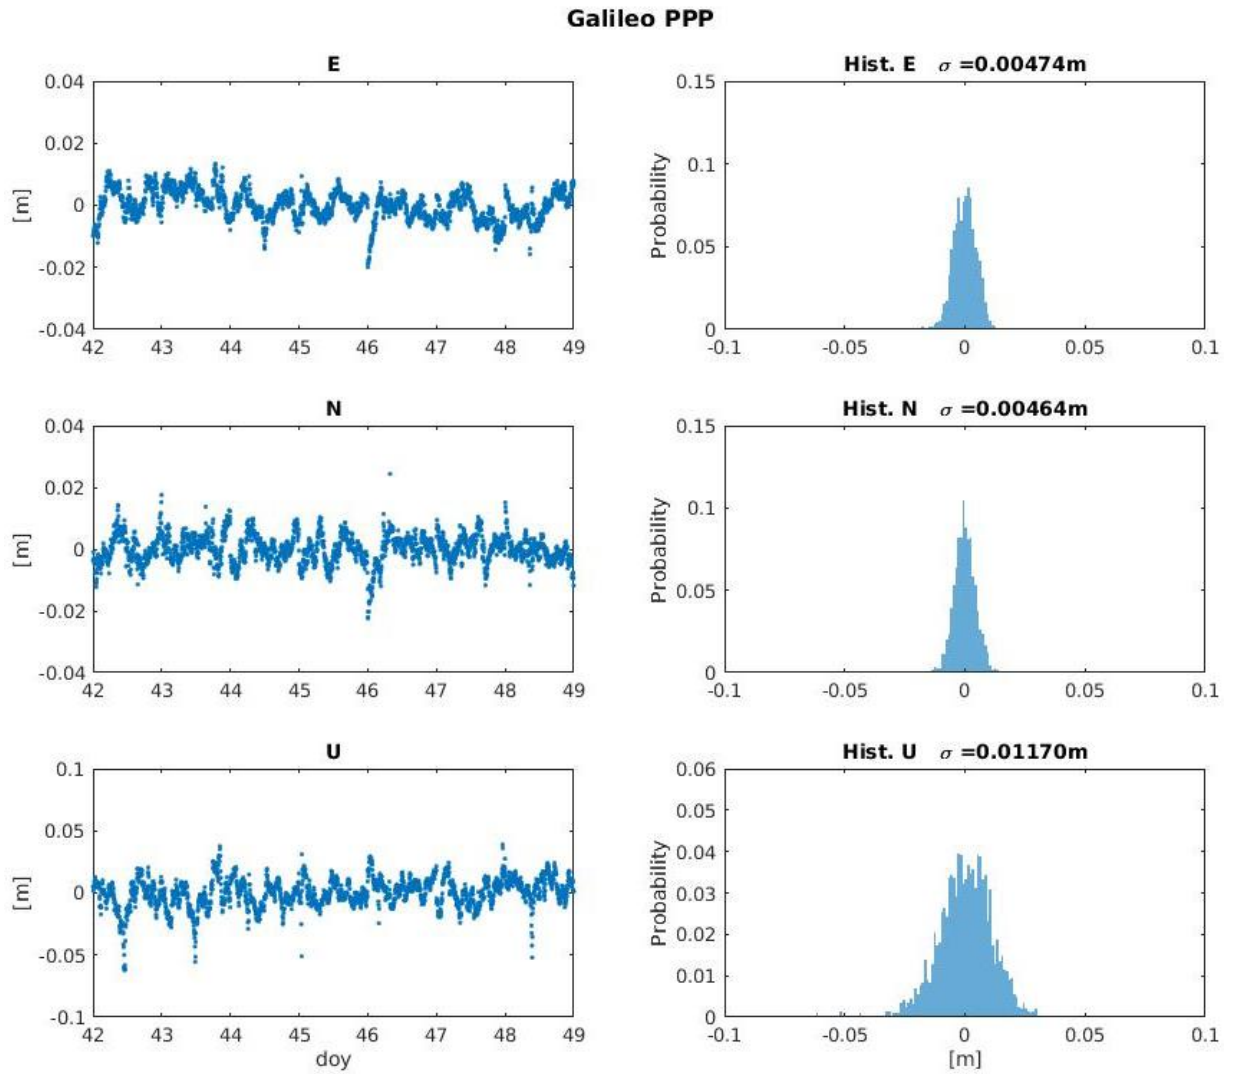 Galileo PPP
E
0.04
0.02
0
-0.02
-0.04
[m]
42 43 44 45 46 47 48 49
Hist. E σ =0.00474m
0.15
0.1
0.05
0
Probability
-0.1 -0.05 0 0.05 0.1
N
0.04
0.02
0
-0.02
-0.04
[m]
42 43 44 45 46 47 48 49
Hist. N σ =0.00464m
0.15
0.1
0.05
0
Probability
-0.1 -0.05 0 0.05 0.1
U
0.1
0.05
0
-0.05
-0.1
[m]
42 43 44 45 46 47 48 49
doy
Hist. U σ =0.01170m
0.06
0.05
0.04
0.03
0.02
0.01
0
Probability
-0.1 -0.05 0 0.05 0.1
[m]